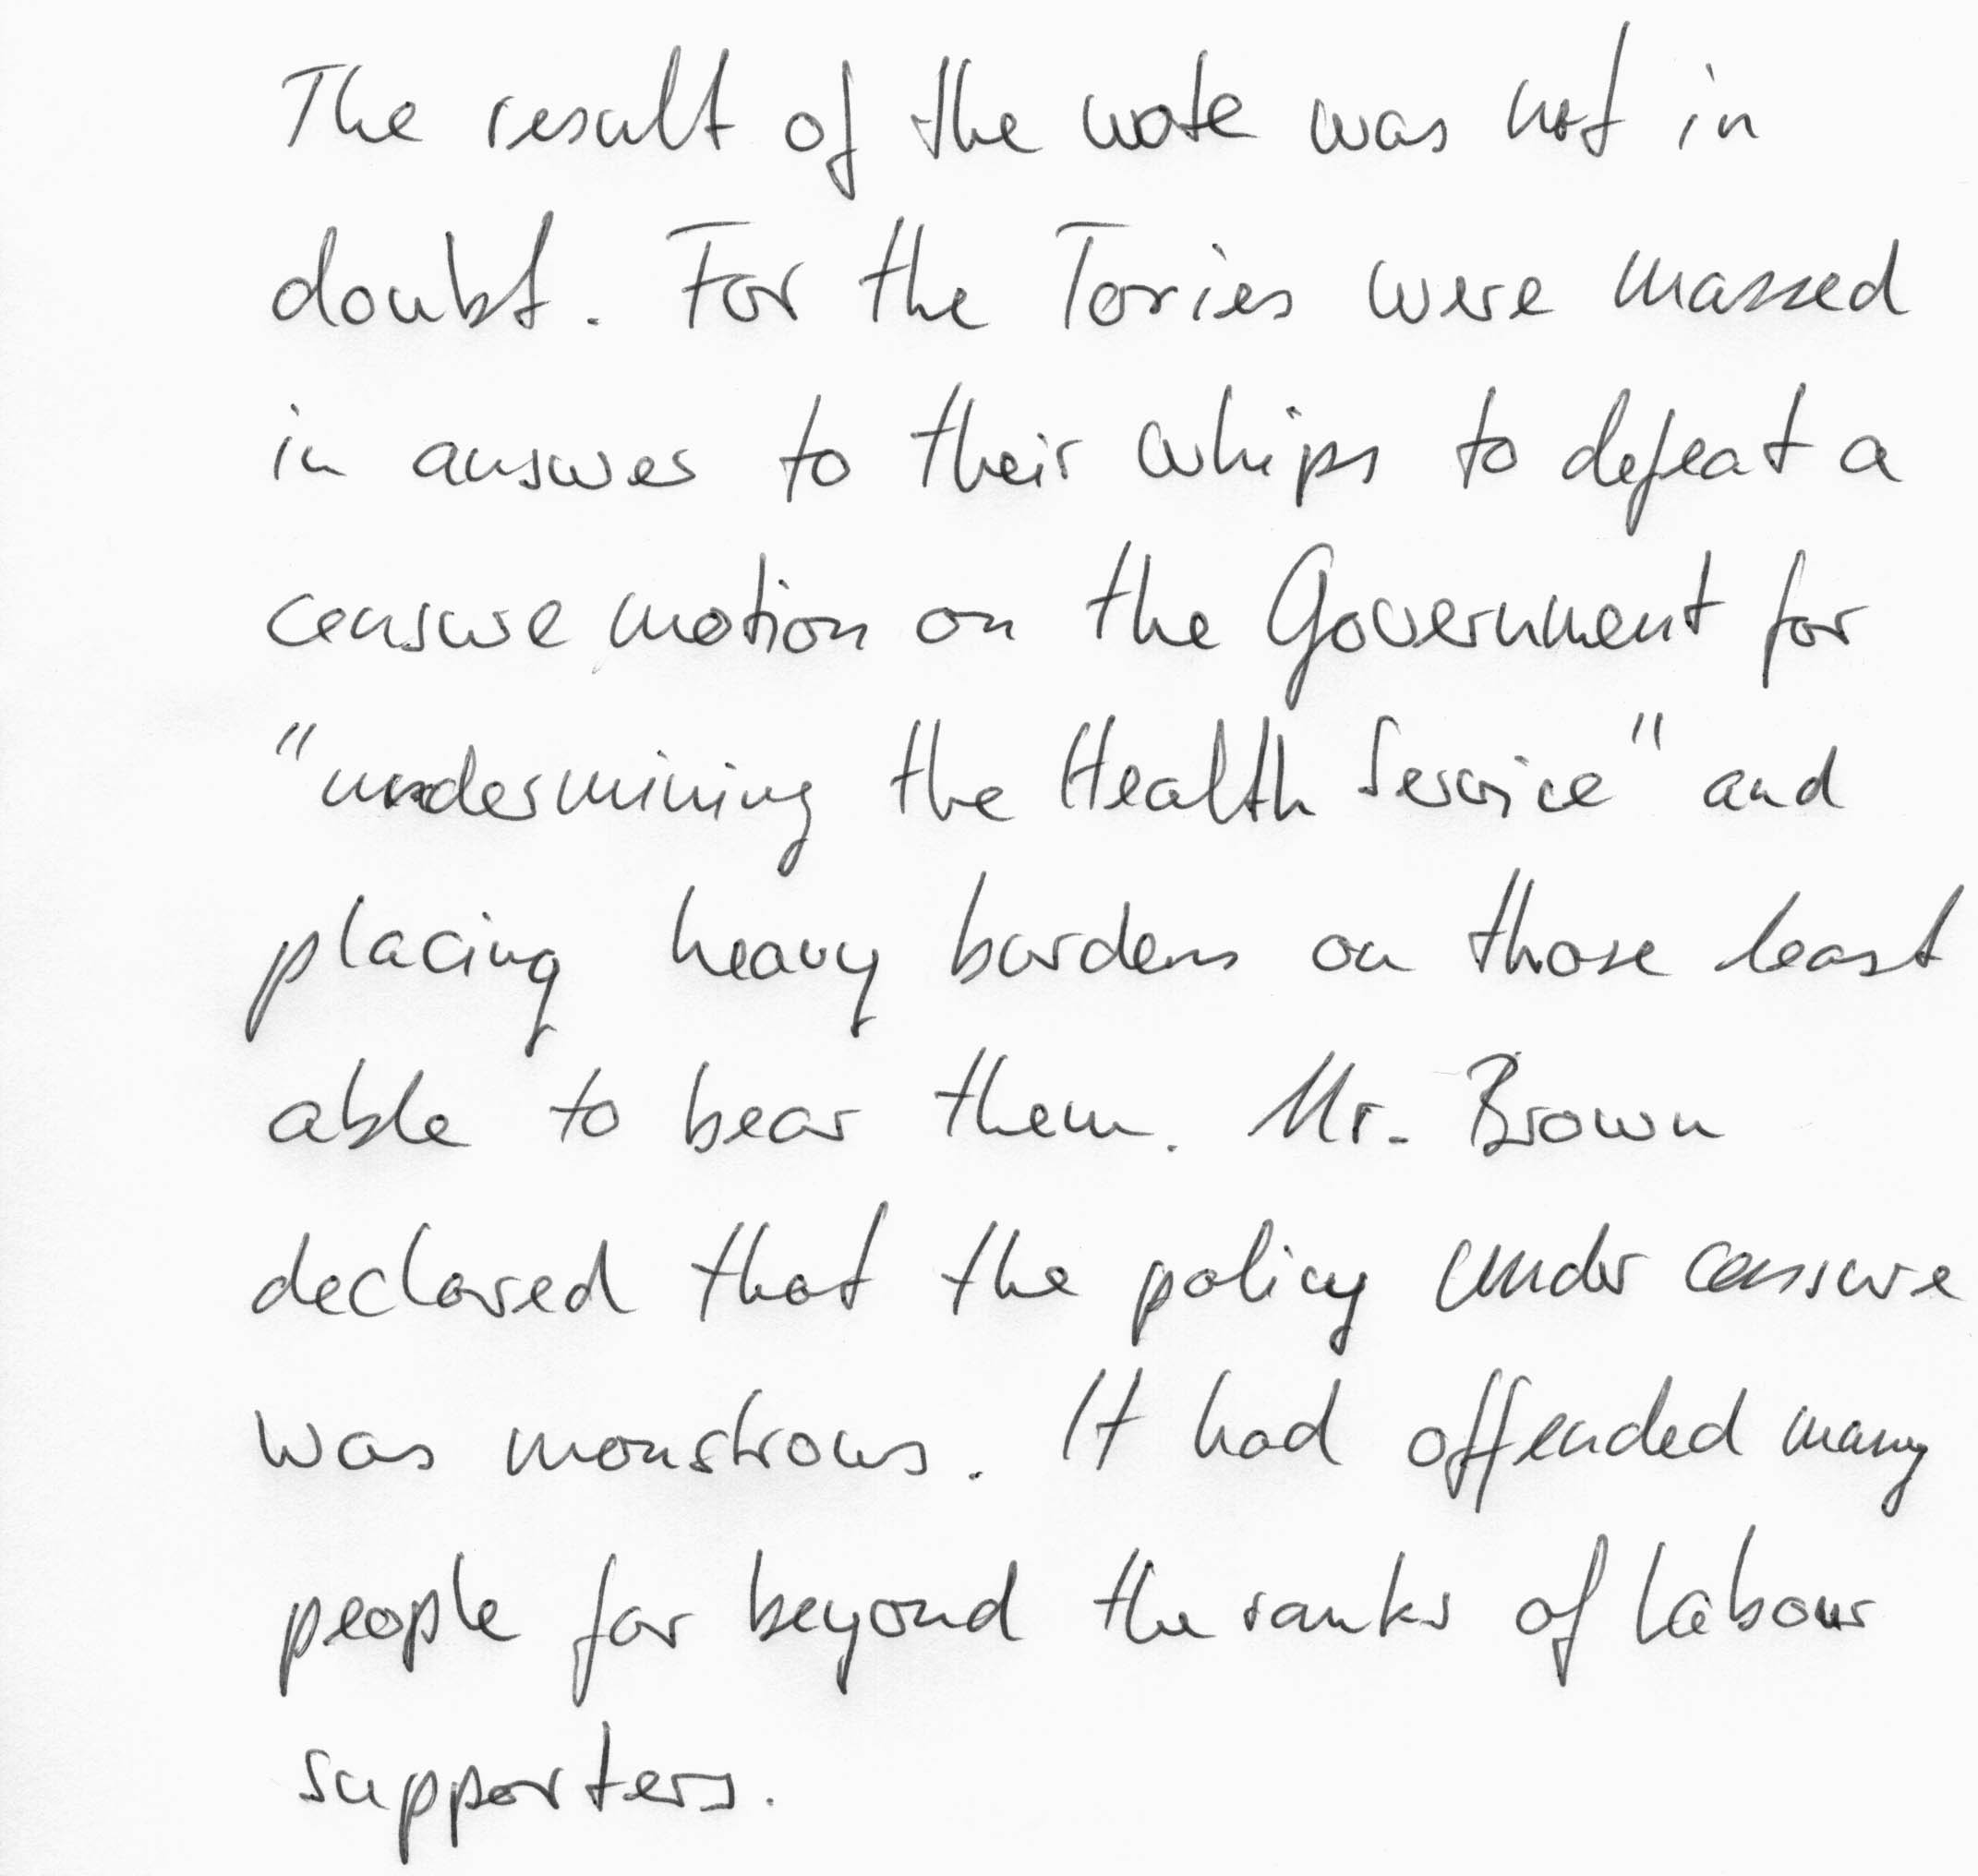 The result of the vote was not in
doubt. For the Tories were massed
in answer to their whips to defeat a
censure motion on the Government for
"undermining the Health Service" and
placing heavy burdens on those least
able to bear them. Mr. Brown
declared that the policy under censure
was monstrous. It had offended many
people far beyond the ranks of Labour
supporters.